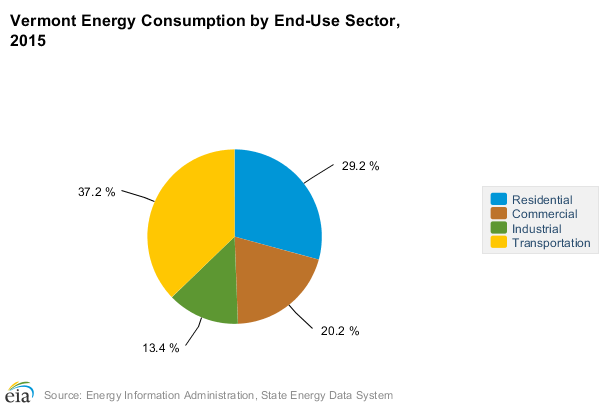 Vermont Energy Consumption by End-Use Sector,
2015
29.2 %
37.2 %
Residential
Commercial
Industrial
Transportation
20.2 %
13.4 %
eia
Source: Energy Information Administration, State Energy Data System